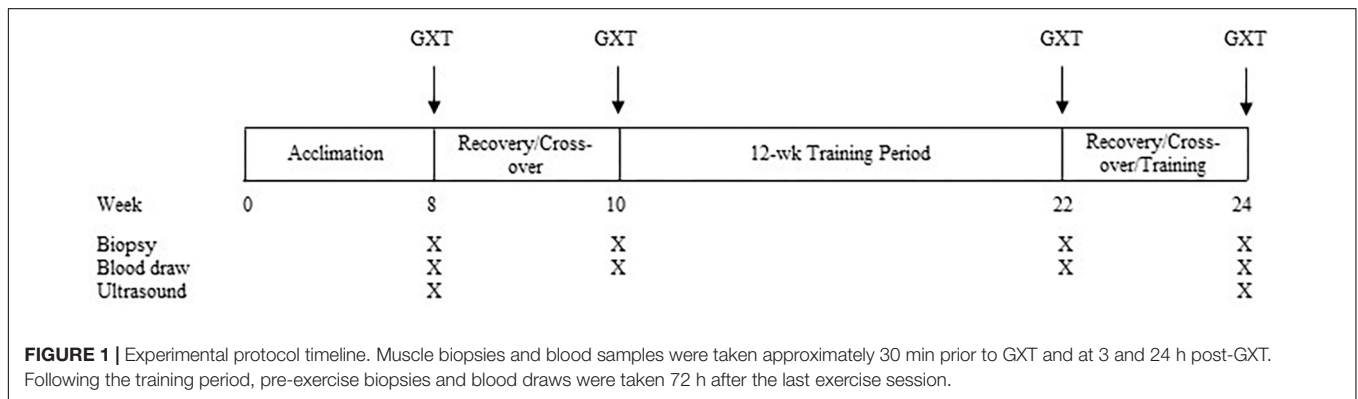 GXT GXT GXT GXT
Acclimation Recovery/Cross-over 12-wk Training Period Recovery/Cross-over/Training
Week 0 8 10 22 24
Biopsy X X X X
Blood draw X X X X
Ultrasound X X
FIGURE 1 | Experimental protocol timeline. Muscle biopsies and blood samples were taken approximately 30 min prior to GXT and at 3 and 24 h post-GXT.
Following the training period, pre-exercise biopsies and blood draws were taken 72 h after the last exercise session.